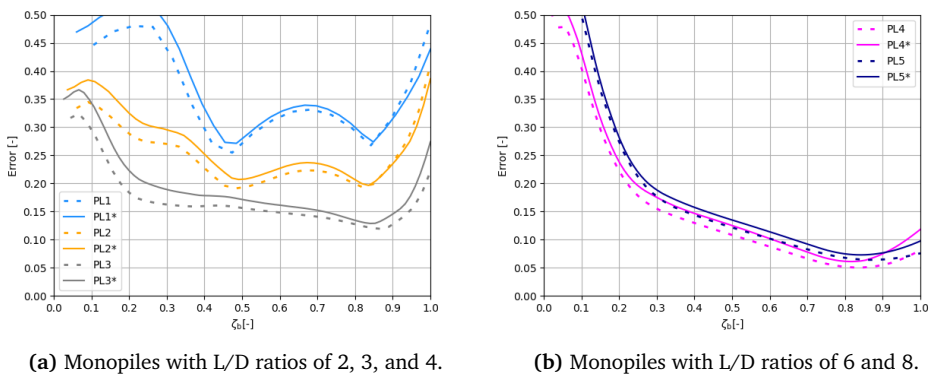 0.50
0.45
0.40
0.35
0.30
0.25
0.20
0.15
0.10
0.05
0.00
Error [-]
0.0 0.1 0.2 0.3 0.4 0.5 0.6 0.7 0.8 0.9 1.0
ζb[-]
PL1
PL1*
PL2
PL2*
PL3
PL3*
(a) Monopiles with L/D ratios of 2, 3, and 4.
0.50
0.45
0.40
0.35
0.30
0.25
0.20
0.15
0.10
0.05
0.00
Error [-]
0.0 0.1 0.2 0.3 0.4 0.5 0.6 0.7 0.8 0.9 1.0
ζb[-]
PL4
PL4*
PL5
PL5*
(b) Monopiles with L/D ratios of 6 and 8.